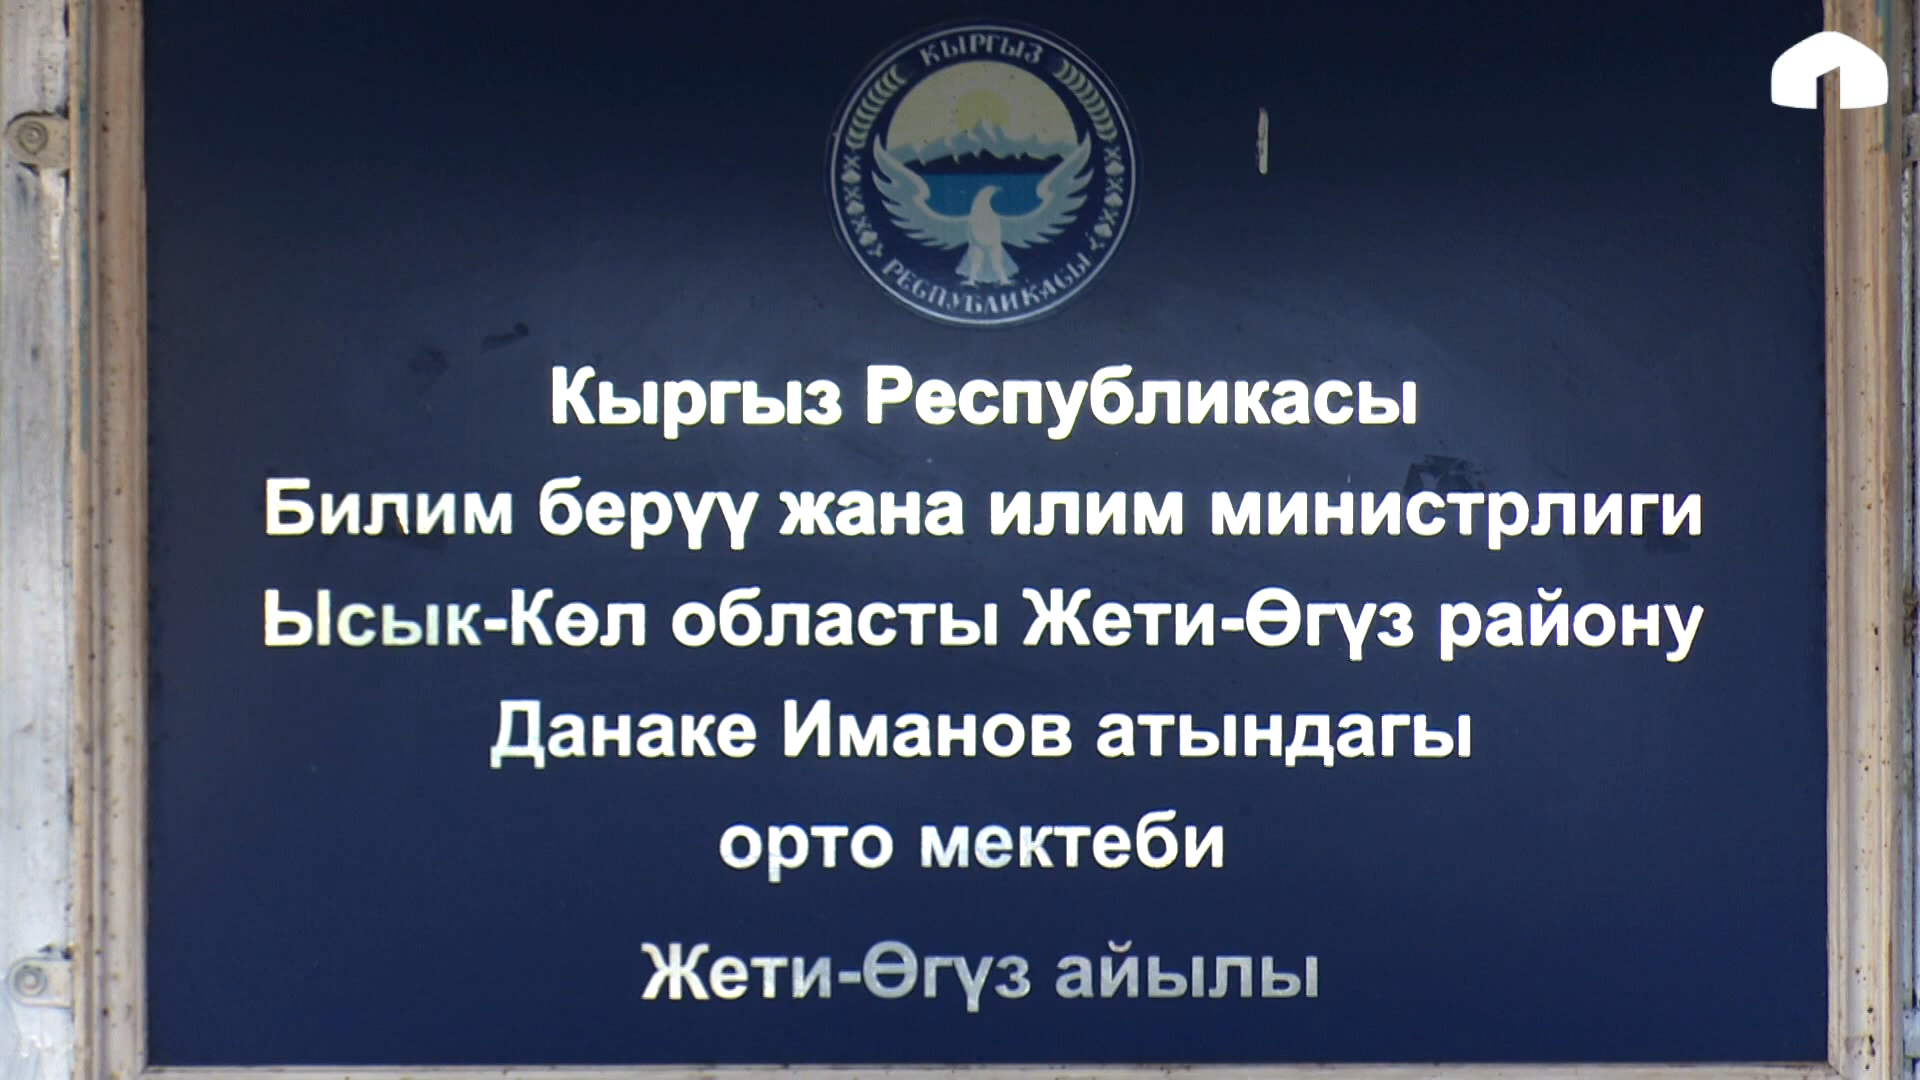 КЫРГЫЗ
РЕСПУБЛИКАСЫ
Кыргыз Республикасы
Билим берүү жана илим министрлиги
Ысык-Көл областы Жети-Өгүз району
Данаке Иманов атындагы
орто мектеби
Жети-Өгүз айылы